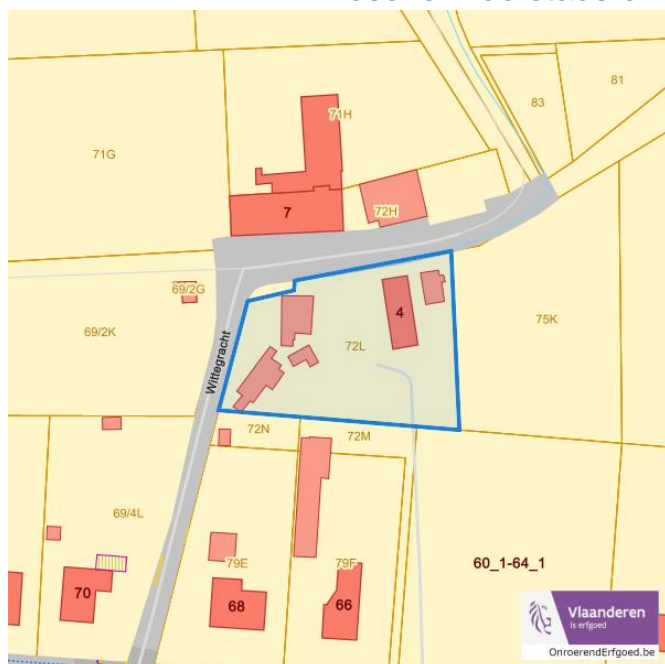 81
83
71H
71G
7
72H
69/2G
4
75K
69/2K
72L
Wittegracht
72N
72M
69/4L
79E
79F
60_1-64_1
70
68
66
Vlaanderen
is erfgoed
OnroerendErfgoed.be